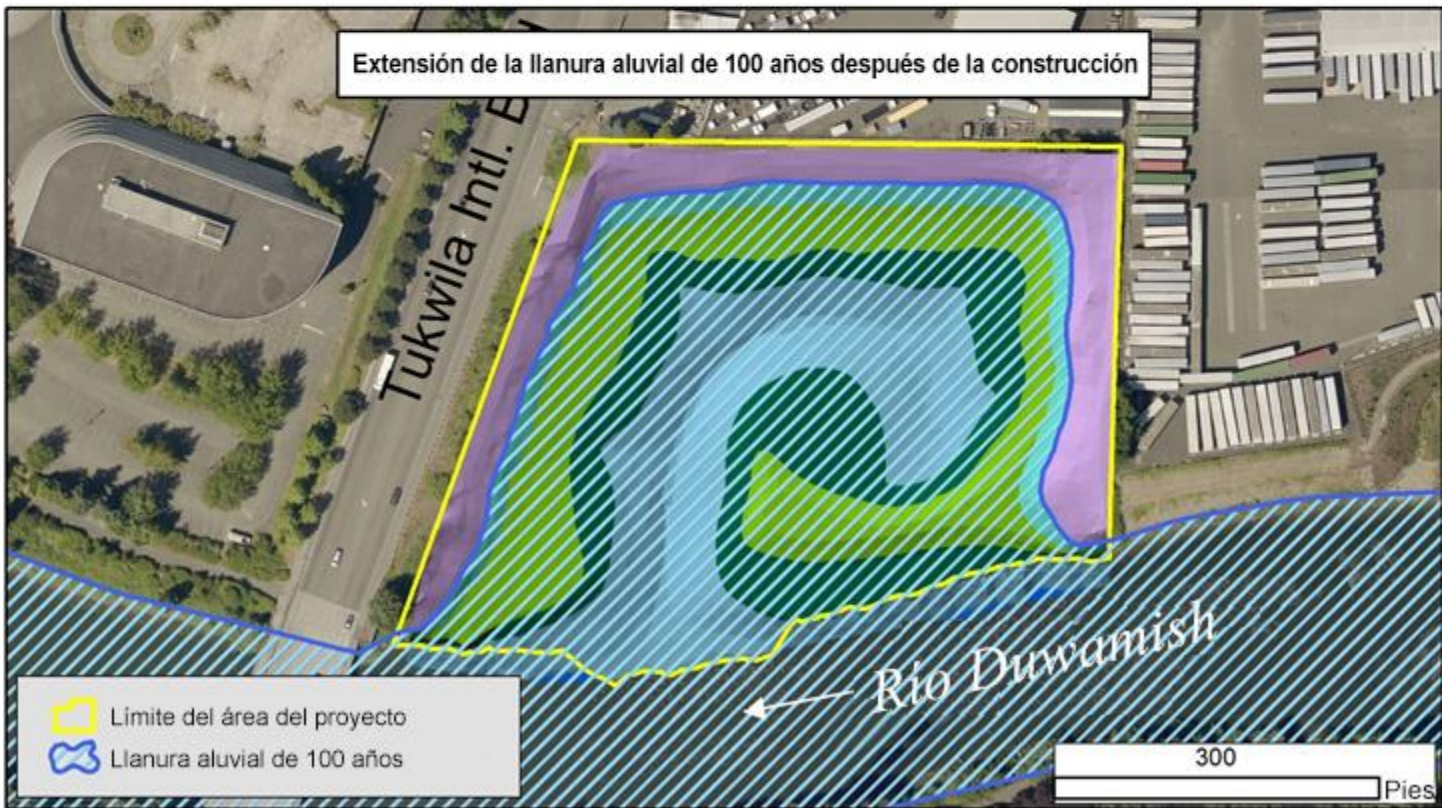 Extensión de la llanura aluvial de 100 años después de la construcción
Tukwila Intl.
Río Duwamish
Límite del área del proyecto
Llanura aluvial de 100 años
300
Pies